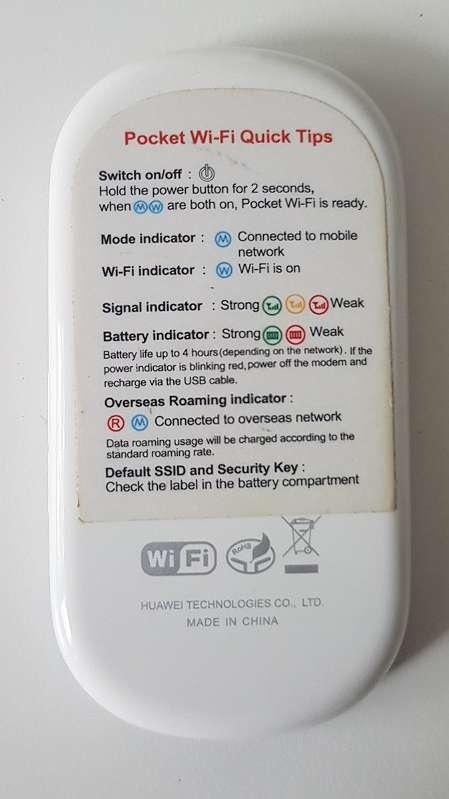 Pocket Wi-Fi Quick Tips
Switch on/off :
Hold the power button for 2 seconds,
when M W are both on, Pocket Wi-Fi is ready.
Mode indicator : M Connected to mobile
network
Wi-Fi indicator : W Wi-Fi is on
Signal indicator : Strong Weak
Battery indicator : Strong Weak
Battery life up to 4 hours(depending on the network). If the
power indicator is blinking red,power off the modem and
recharge via the USB cable.
Overseas Roaming indicator :
R M Connected to overseas network
Data roaming usage will be charged according to the
standard roaming rate.
Default SSID and Security Key :
Check the label in the battery compartment
Wi Fi
RoHS
HUAWEI TECHNOLOGIES CO., LTD.
MADE IN CHINA